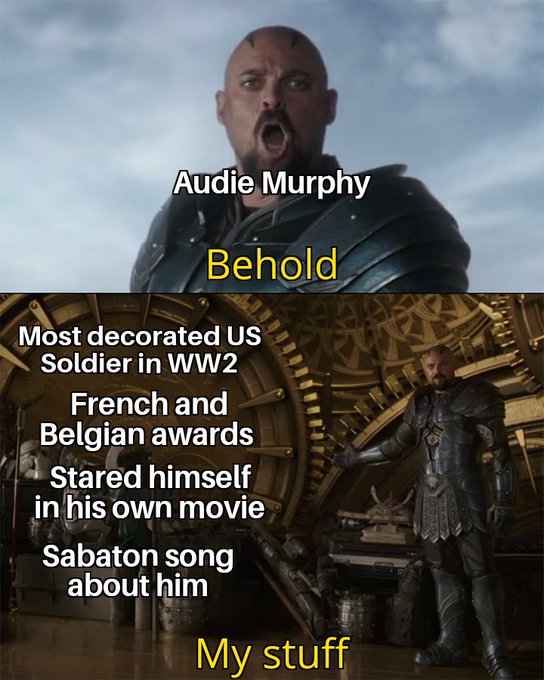 Audie Murphy
Behold
Most decorated US
Soldier in WW2
French and
Belgian awards
Stared himself
in his own movie
Sabaton song
about him
My stuff